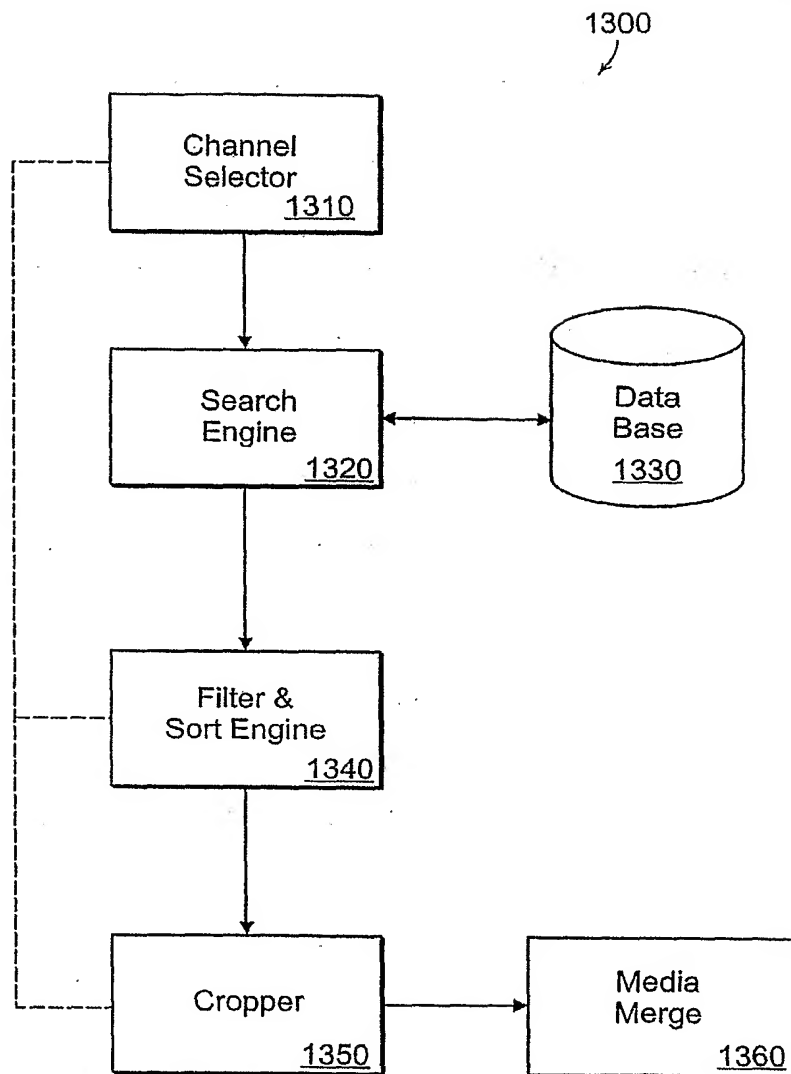 1300
Channel
Selector
1310
Search
Engine
1320
Data
Base
1330
Filter &
Sort Engine
1340
Cropper
1350
Media
Merge
1360